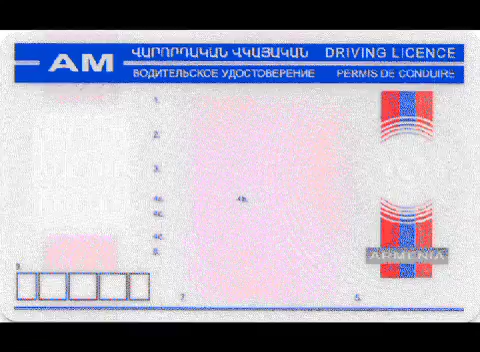 AM
ՎԱՐՈՐԴԱԿԱՆ ՎԿԱՅԱԿԱՆ DRIVING LICENCE
ВОДИТЕЛЬСКОЕ УДОСТОВЕРЕНИЕ PERMIS DE CONDUIRE
1.
2.
3.
4a. 4b.
4c.
4d.
5.
ARMENIA
9.
7.